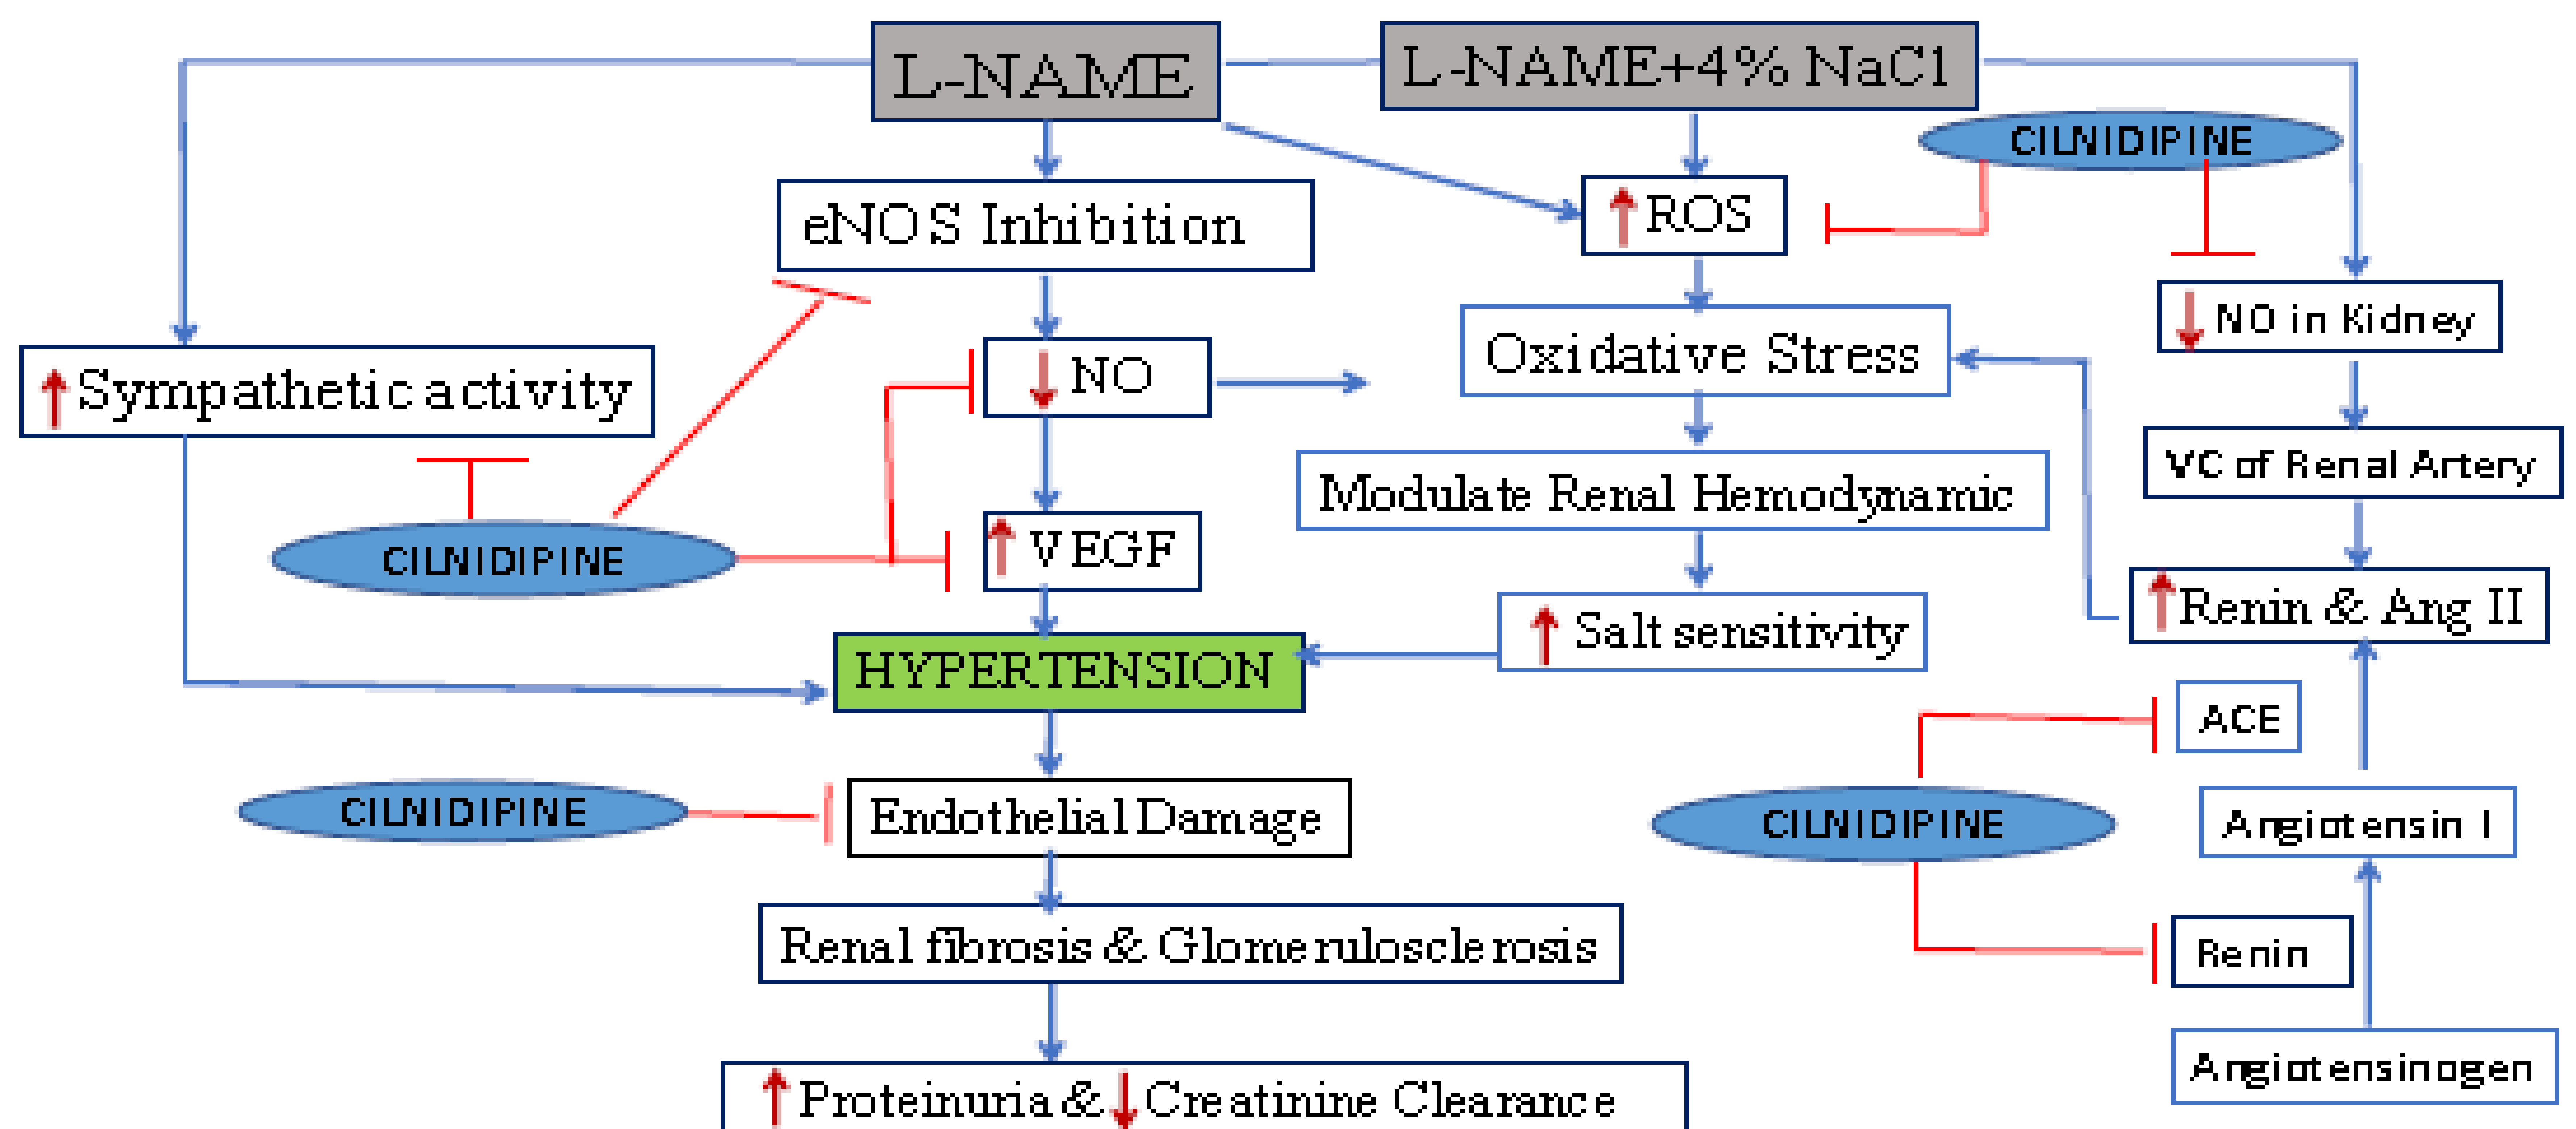 L-NAME
L-NAME+4% NaCl
CILNIDIPINE
eNOS Inhibition
↑ ROS
↓ NO in Kidney
↑ Sympathetic activity
↓ NO
Oxidative Stress
VC of Renal Artery
Modulate Renal Hemodynamic
CILNIDIPINE
↑ VEGF
↑ Renin & Ang II
↑ Salt sensitivity
HYPERTENSION
ACE
CILNIDIPINE
Endothelial Damage
CILNIDIPINE
Angiotensin I
Renal fibrosis & Glomerulosclerosis
Renin
Angiotensinogen
↑ Proteinuria & ↓ Creatinine Clearance